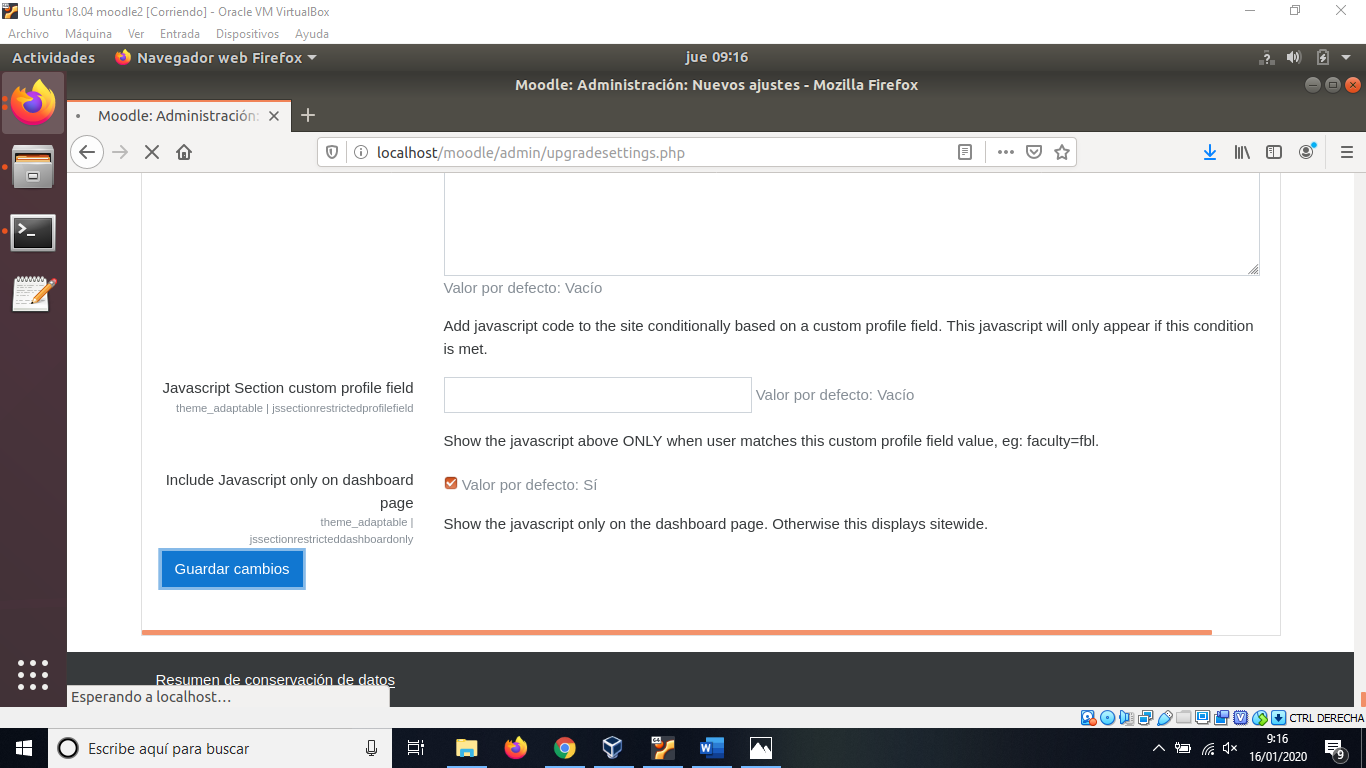 Ubuntu 18.04 moodle2 [Corriendo] - Oracle VM VirtualBox
Archivo Máquina Ver Entrada Dispositivos Ayuda
Actividades Navegador web Firefox jue 09:16
Moodle: Administración: Nuevos ajustes - Mozilla Firefox
Moodle: Administración:
localhost/moodle/admin/upgradesettings.php
Valor por defecto: Vacío
Add javascript code to the site conditionally based on a custom profile field. This javascript will only appear if this condition
is met.
Javascript Section custom profile field
theme_adaptable | jssectionrestrictedprofilefield
Valor por defecto: Vacío
Show the javascript above ONLY when user matches this custom profile field value, eg: faculty=fbl.
Include Javascript only on dashboard
page
theme_adaptable |
jssectionrestricteddashboardonly
Valor por defecto: Sí
Show the javascript only on the dashboard page. Otherwise this displays sitewide.
Guardar cambios
Resumen de conservación de datos
Esperando a localhost…
CTRL DERECHA
Escribe aquí para buscar
9:16
16/01/2020
9